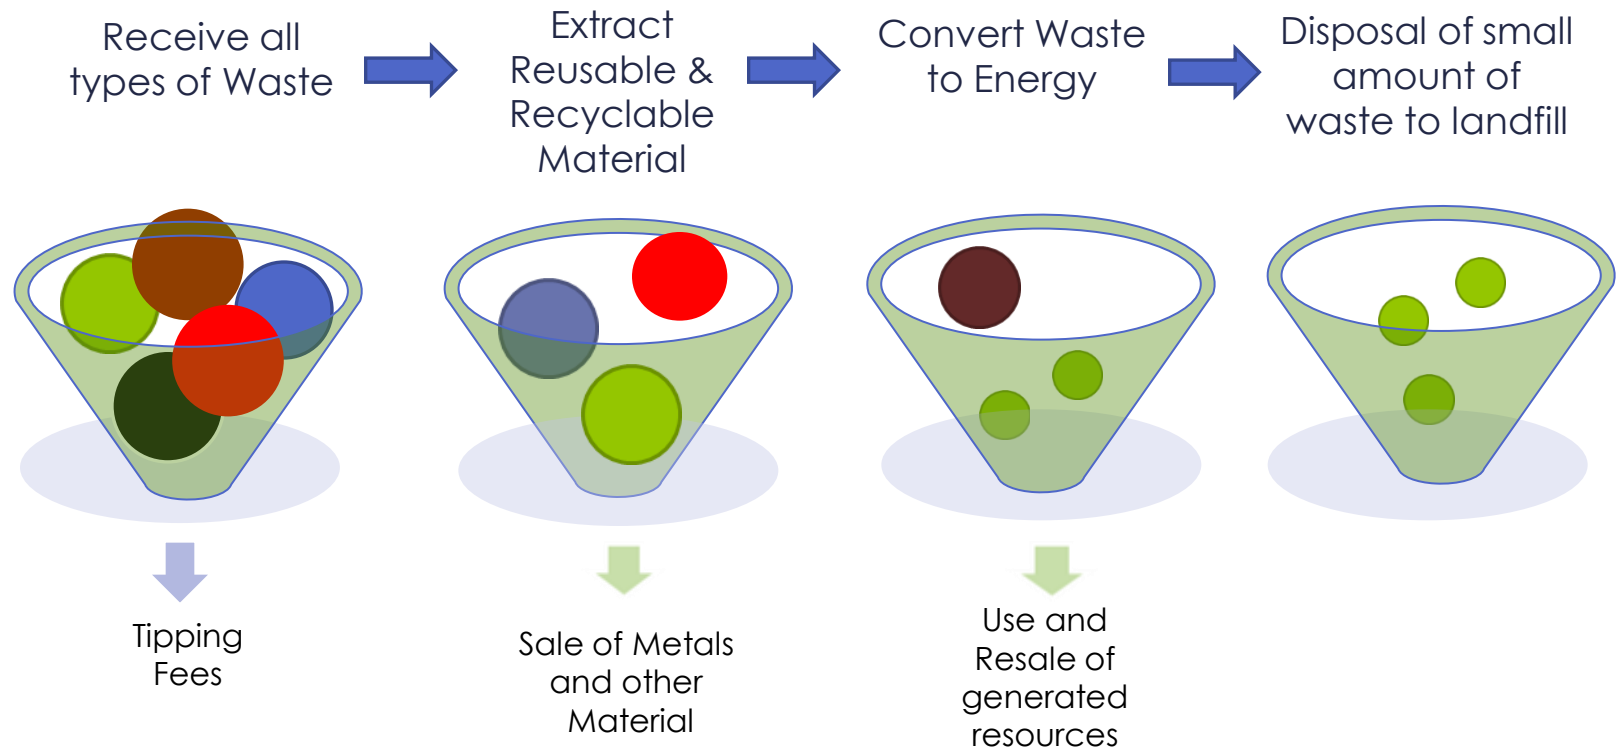 Receive all
types of Waste
Extract
Reusable &
Recyclable
Material
Convert Waste
to Energy
Disposal of small
amount of
waste to landfill
Tipping
Fees
Sale of Metals
and other
Material
Use and
Resale of
generated
resources